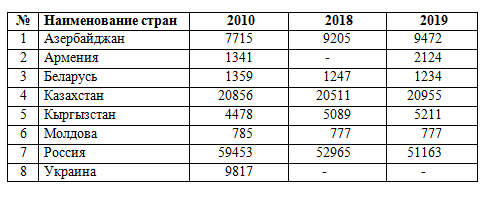 № Наименование стран 2010 2018 2019
1 Азербайджан 7715 9205 9472
2 Армения 1341 - 2124
3 Беларусь 1359 1247 1234
4 Казахстан 20856 20511 20955
5 Кыргызстан 4478 5089 5211
6 Молдова 785 777 777
7 Россия 59453 52965 51163
8 Украина 9817 - -